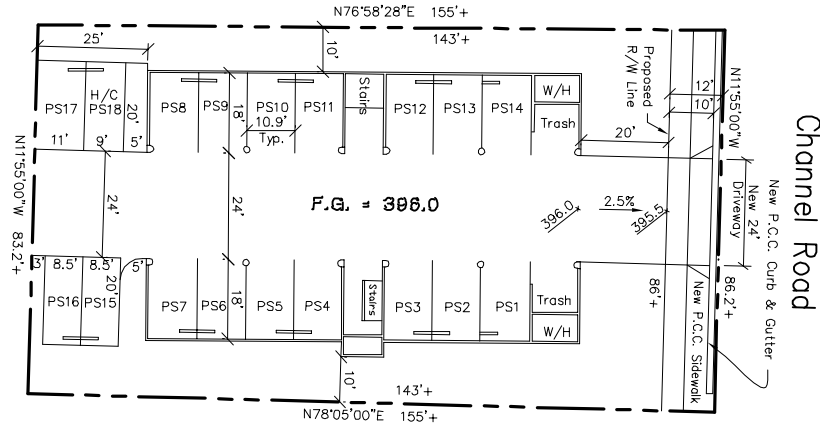 N76°58'28"E 155'±
143'±
25'
10'
Proposed
R/W Line
12'
10'
N11°55'00"W
Channel Road
H/C
PS17
PS18
20'
11'
9'
5'
PS8
PS9
18'
PS10
10.9'
Typ.
PS11
Stairs
PS12
PS13
PS14
W/H
Trash
20'
N11°55'00"W 83.2'±
24'
24'
F.G. = 396.0
396.0
2.5%
395.5
New 24'
Driveway
New P.C.C. Curb & Gutter
3'
8.5'
8.5'
20'
5'
PS16
PS15
PS7
PS6
18'
PS5
PS4
Stairs
PS3
PS2
PS1
Trash
W/H
86'±
New P.C.C. Sidewalk
86.2'±
10'
143'±
N78°05'00"E 155'±